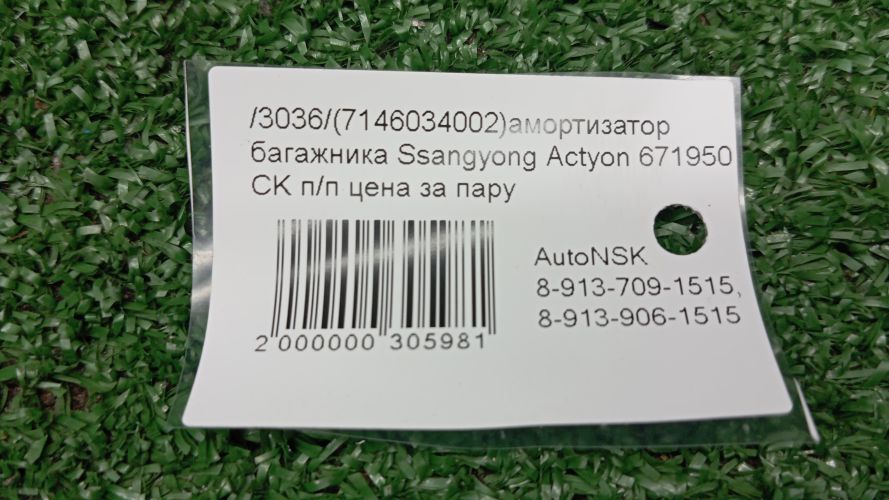 /3036/(7146034002)амортизатор
багажника Ssangyong Actyon 671950
СК п/п цена за пару
AutoNSK
8-913-709-1515,
8-913-906-1515
2 000000 305981